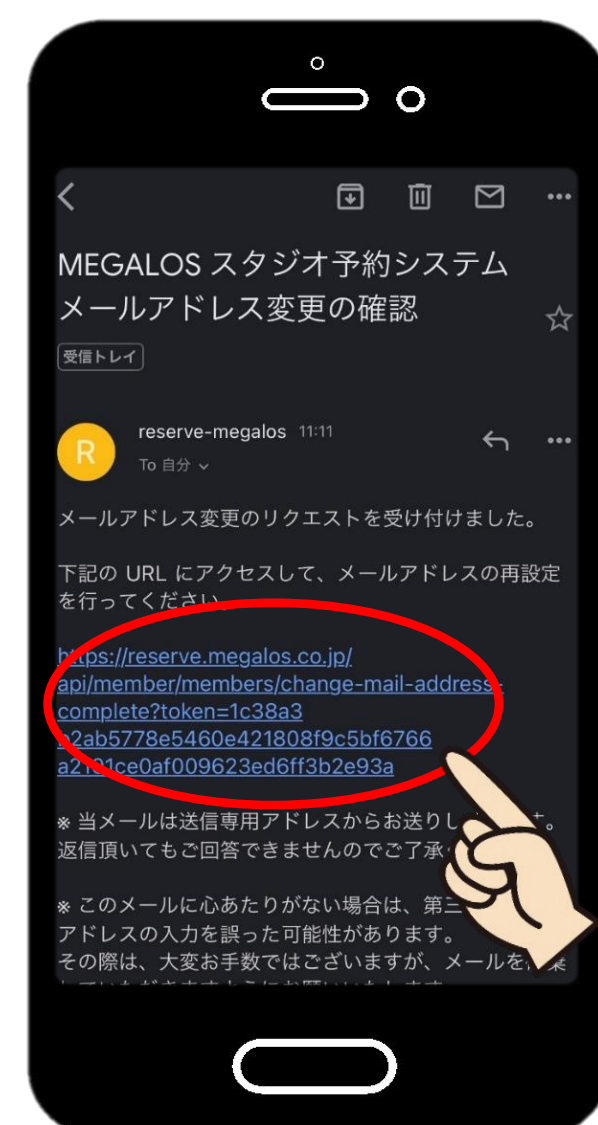 MEGALOS スタジオ予約システム
メールアドレス変更の確認
受信トレイ
R
reserve-megalos 11:11
To 自分
メールアドレス変更のリクエストを受け付けました。
下記の URL にアクセスして、メールアドレスの再設定
を行ってください。
https://reserve.megalos.co.jp/
api/member/members/change-mail-address-
complete?token=1c38a3
2ab5778e5460e421808f9c5bf6766
a2191ce0af009623ed6ff3b2e93a
※ 当メールは送信専用アドレスからお送りし
返信頂いてもご回答できませんのでご了承
※ このメールに心あたりがない場合は、第三
アドレスの入力を誤った可能性があります。
その際は、大変お手数ではございますが、メールを